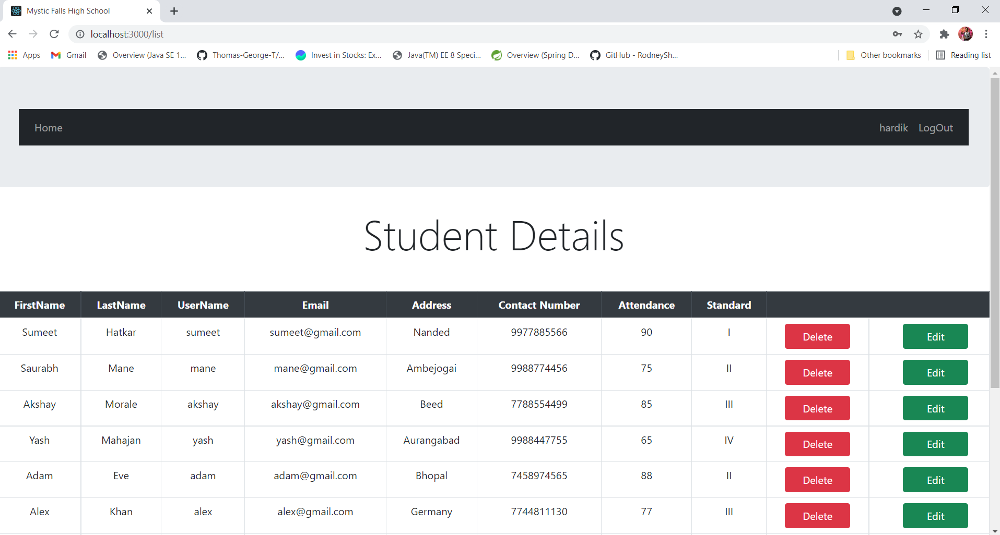 Mystic Falls High School
localhost:3000/list
Apps Gmail Overview (Java SE 1... Thomas-George-T/... Invest in Stocks: Ex... Java(TM) EE 8 Speci... Overview (Spring D... GitHub - RodneySh... Other bookmarks Reading list
Home hardik LogOut
Student Details
FirstName LastName UserName Email Address Contact Number Attendance Standard
Sumeet Hatkar sumeet sumeet@gmail.com Nanded 9977885566 90 I Delete Edit
Saurabh Mane mane mane@gmail.com Ambejogai 9988774456 75 II Delete Edit
Akshay Morale akshay akshay@gmail.com Beed 7788554499 85 III Delete Edit
Yash Mahajan yash yash@gmail.com Aurangabad 9988447755 65 IV Delete Edit
Adam Eve adam adam@gmail.com Bhopal 7458974565 88 II Delete Edit
Alex Khan alex alex@gmail.com Germany 7744811130 77 III Delete Edit